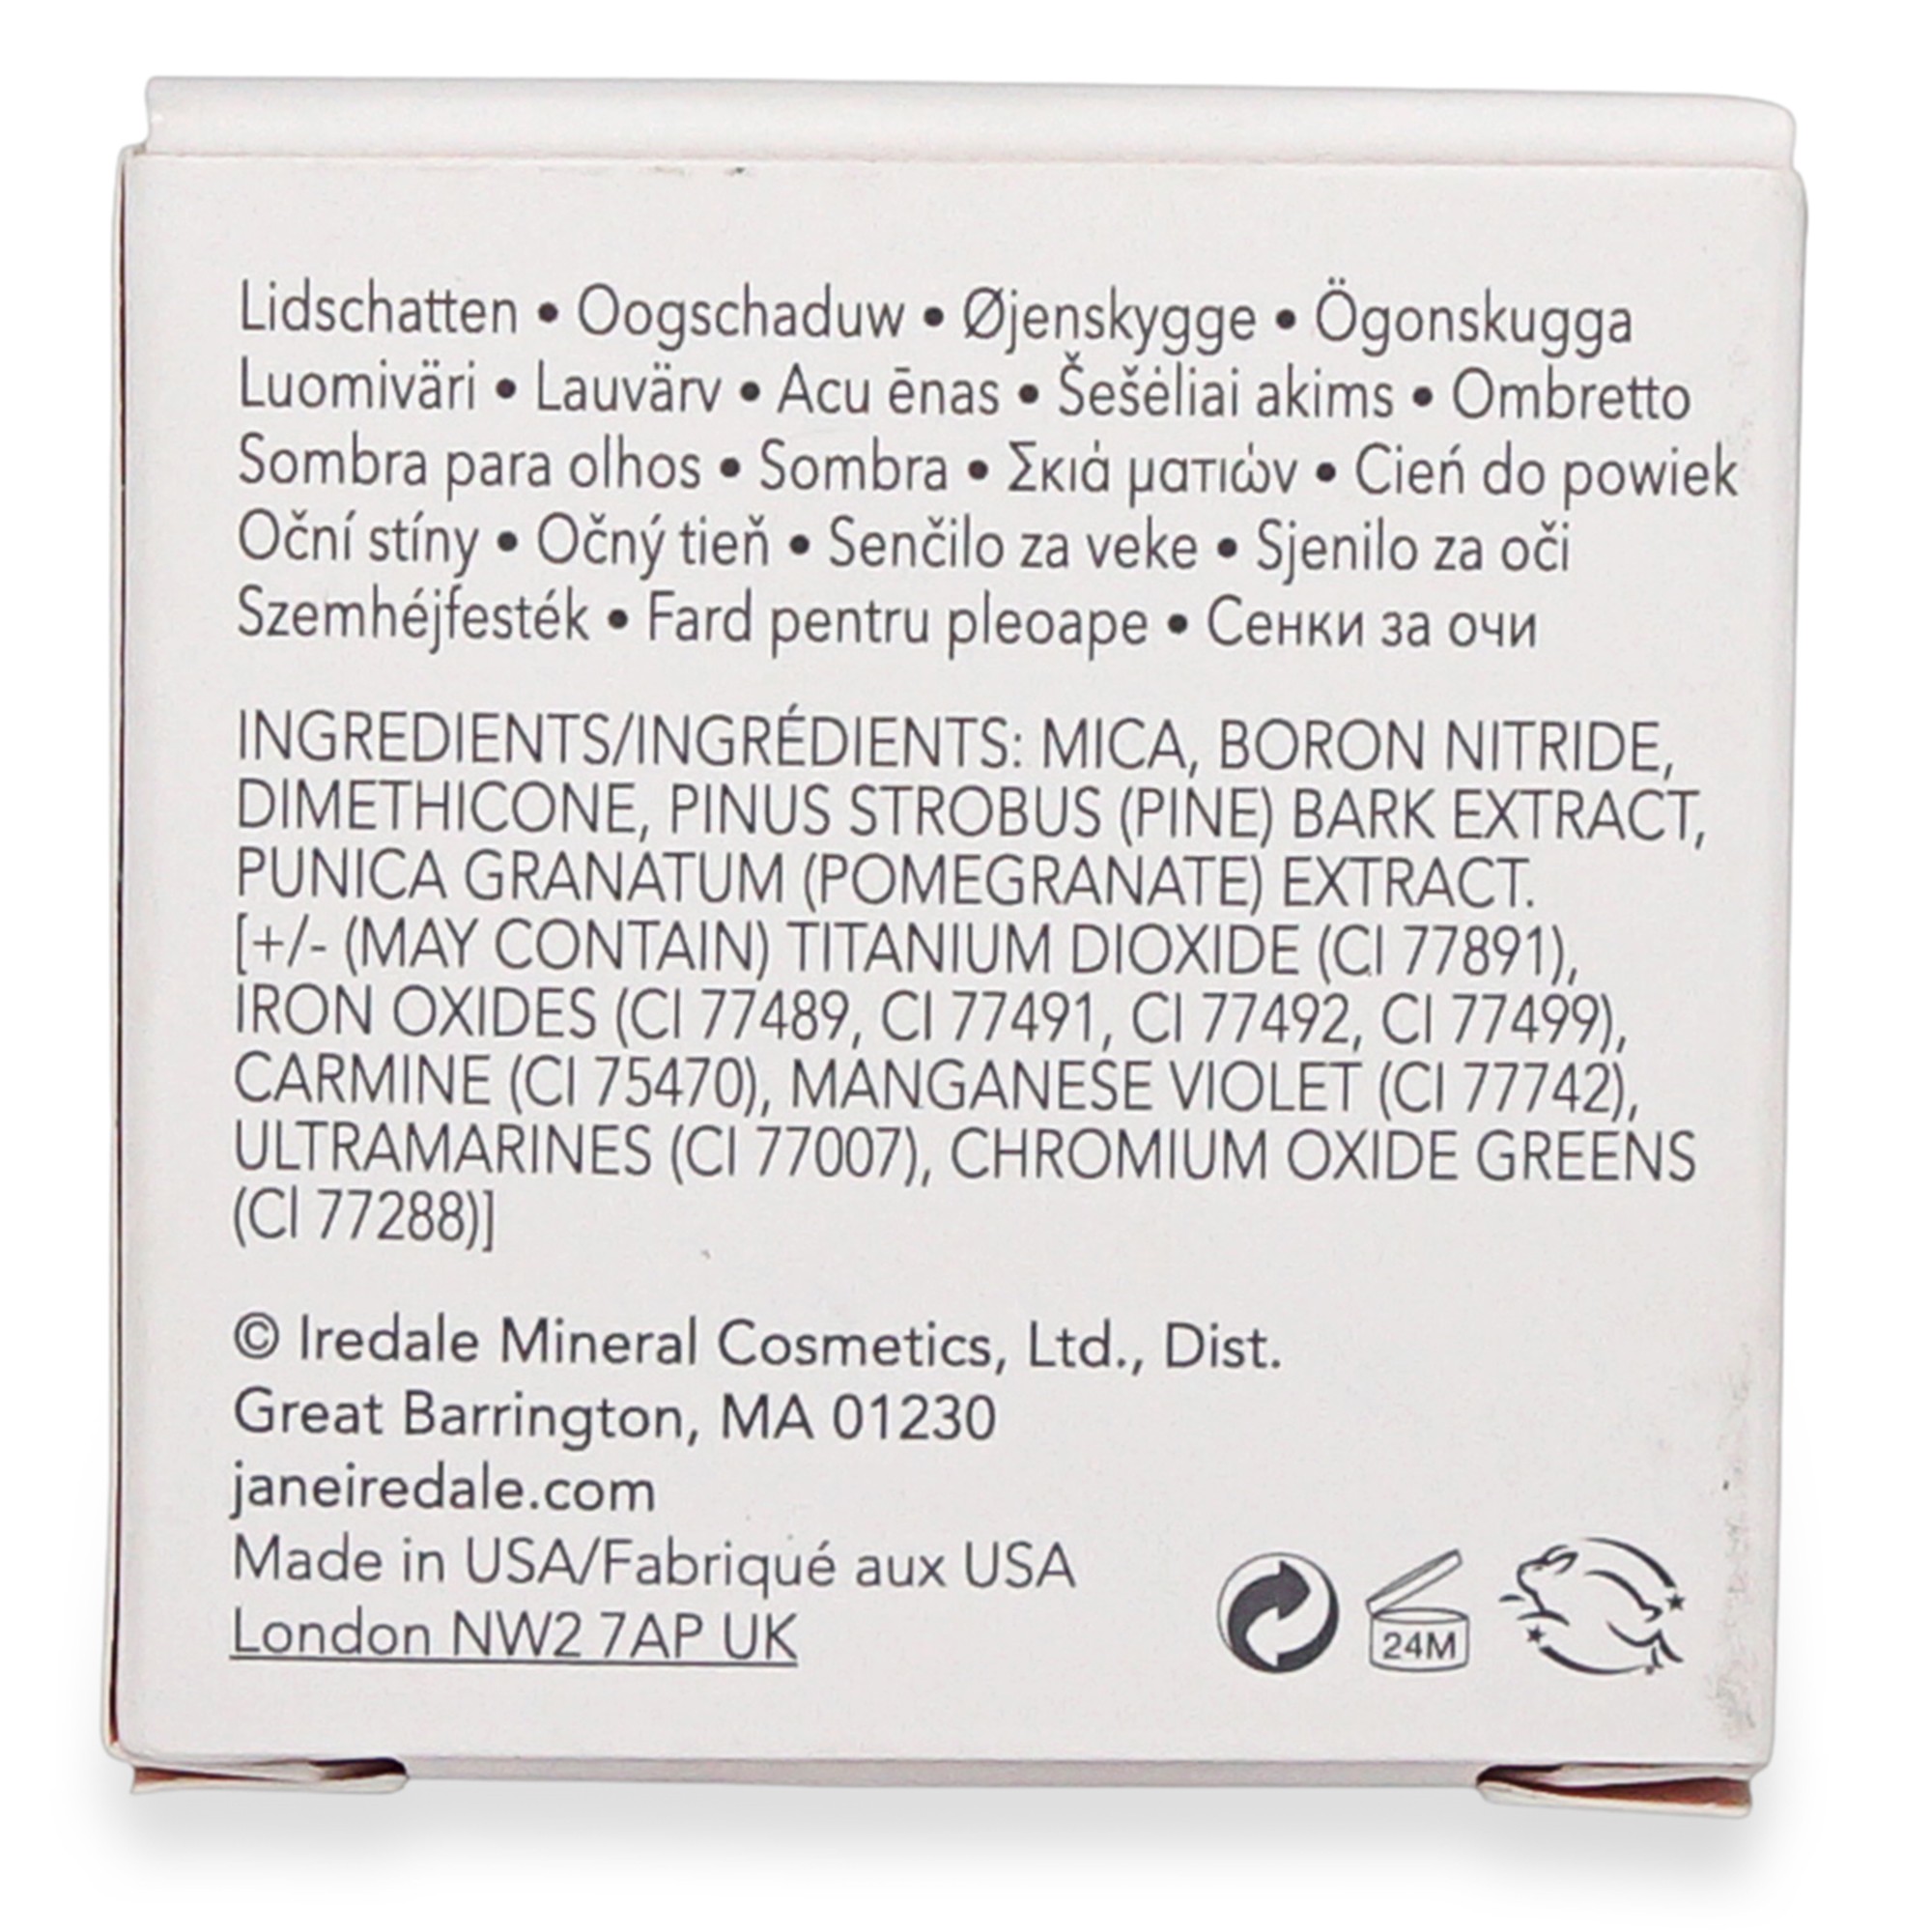 Lidschatten • Oogschaduw • Øjenskygge • Ögonskugga
Luomiväri • Lauvärv • Acu ēnas • Šešėliai akims • Ombretto
Sombra para olhos • Sombra • Σκιά ματιών • Cień do powiek
Oční stíny • Očný tieň • Senčilo za veke • Sjenilo za oči
Szemhéjfesték • Fard pentru pleoape • Сенки за очи
INGREDIENTS/INGRÉDIENTS: MICA, BORON NITRIDE,
DIMETHICONE, PINUS STROBUS (PINE) BARK EXTRACT,
PUNICA GRANATUM (POMEGRANATE) EXTRACT.
[+/- (MAY CONTAIN) TITANIUM DIOXIDE (CI 77891),
IRON OXIDES (CI 77489, CI 77491, CI 77492, CI 77499),
CARMINE (CI 75470), MANGANESE VIOLET (CI 77742),
ULTRAMARINES (CI 77007), CHROMIUM OXIDE GREENS
(CI 77288)]
© Iredale Mineral Cosmetics, Ltd., Dist.
Great Barrington, MA 01230
janeiredale.com
Made in USA/Fabriqué aux USA
London NW2 7AP UK
24M